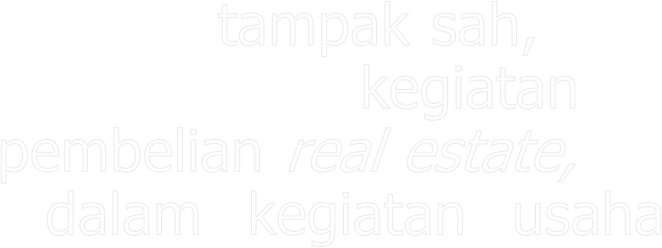 tampak sah,
kegiatan
pembelian real estate,
dalam kegiatan usaha